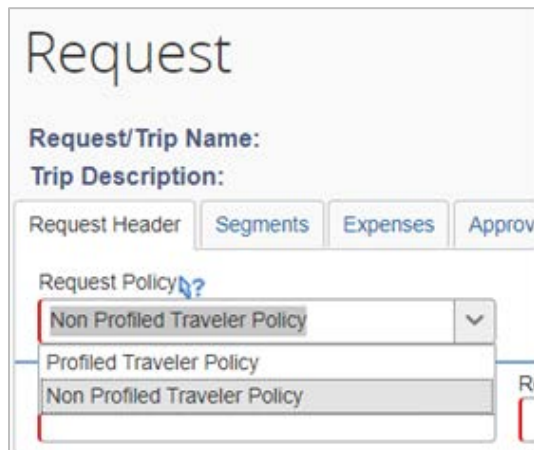 Request
Request/Trip Name:
Trip Description:
Request Header Segments Expenses Approv
Request Policy ?
Non Profiled Traveler Policy
Profiled Traveler Policy
Non Profiled Traveler Policy
R